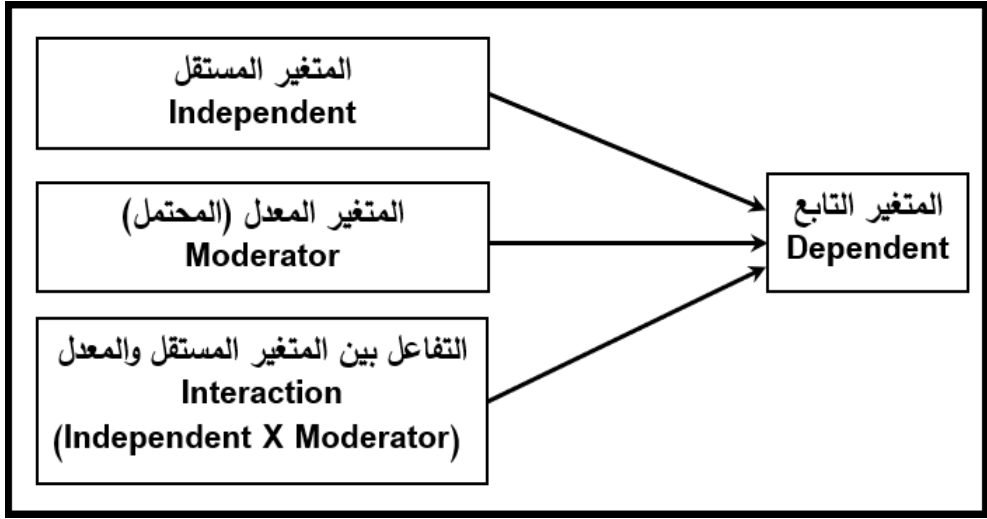 المتغير المستقل
Independent
المتغير المعدل (المحتمل)
Moderator
التفاعل بين المتغير المستقل والمعدل
Interaction
(Independent X Moderator)
المتغير التابع
Dependent